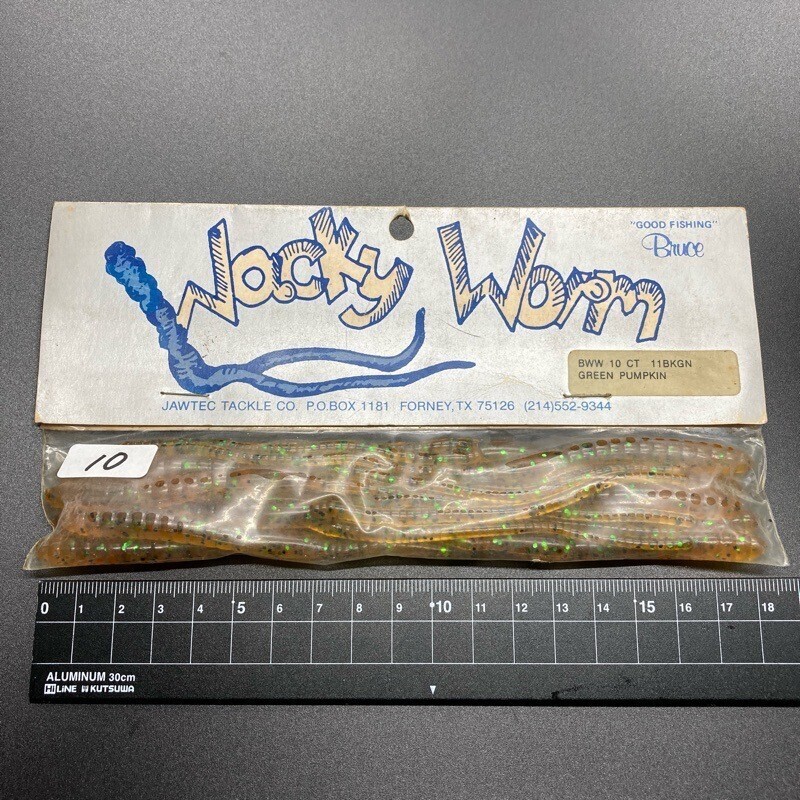 Wacky Worm
"GOOD FISHING"
Bruce
BWW 10 CT 11BKGN
GREEN PUMPKIN
JAWTEC TACKLE CO. P.O.BOX 1181 FORNEY, TX 75126 (214)552-9344
10
0 1 2 3 4 5 6 7 8 9 10 11 12 13 14 15 16 17 18
ALUMINUM 30cm
Hi LiNE KUTSUWA